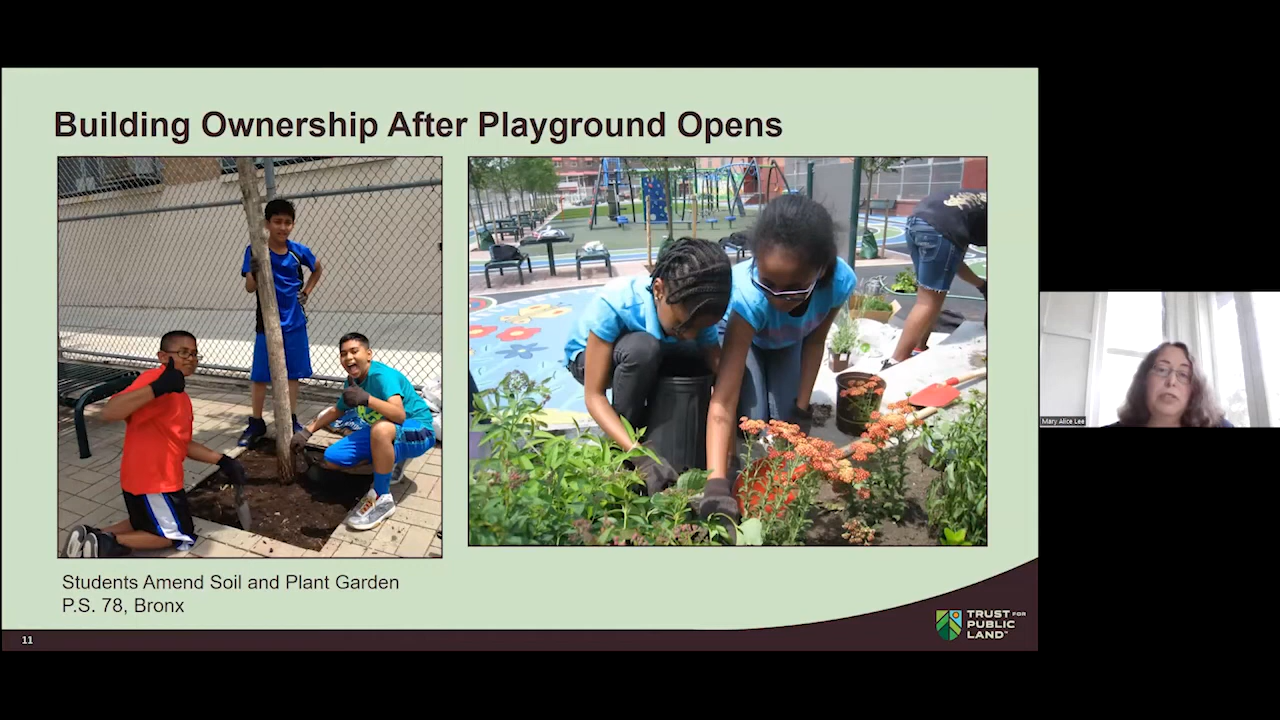 Building Ownership After Playground Opens
Students Amend Soil and Plant Garden
P.S. 78, Bronx
11
TRUST FOR
PUBLIC
LAND™
Mary Alice Lee